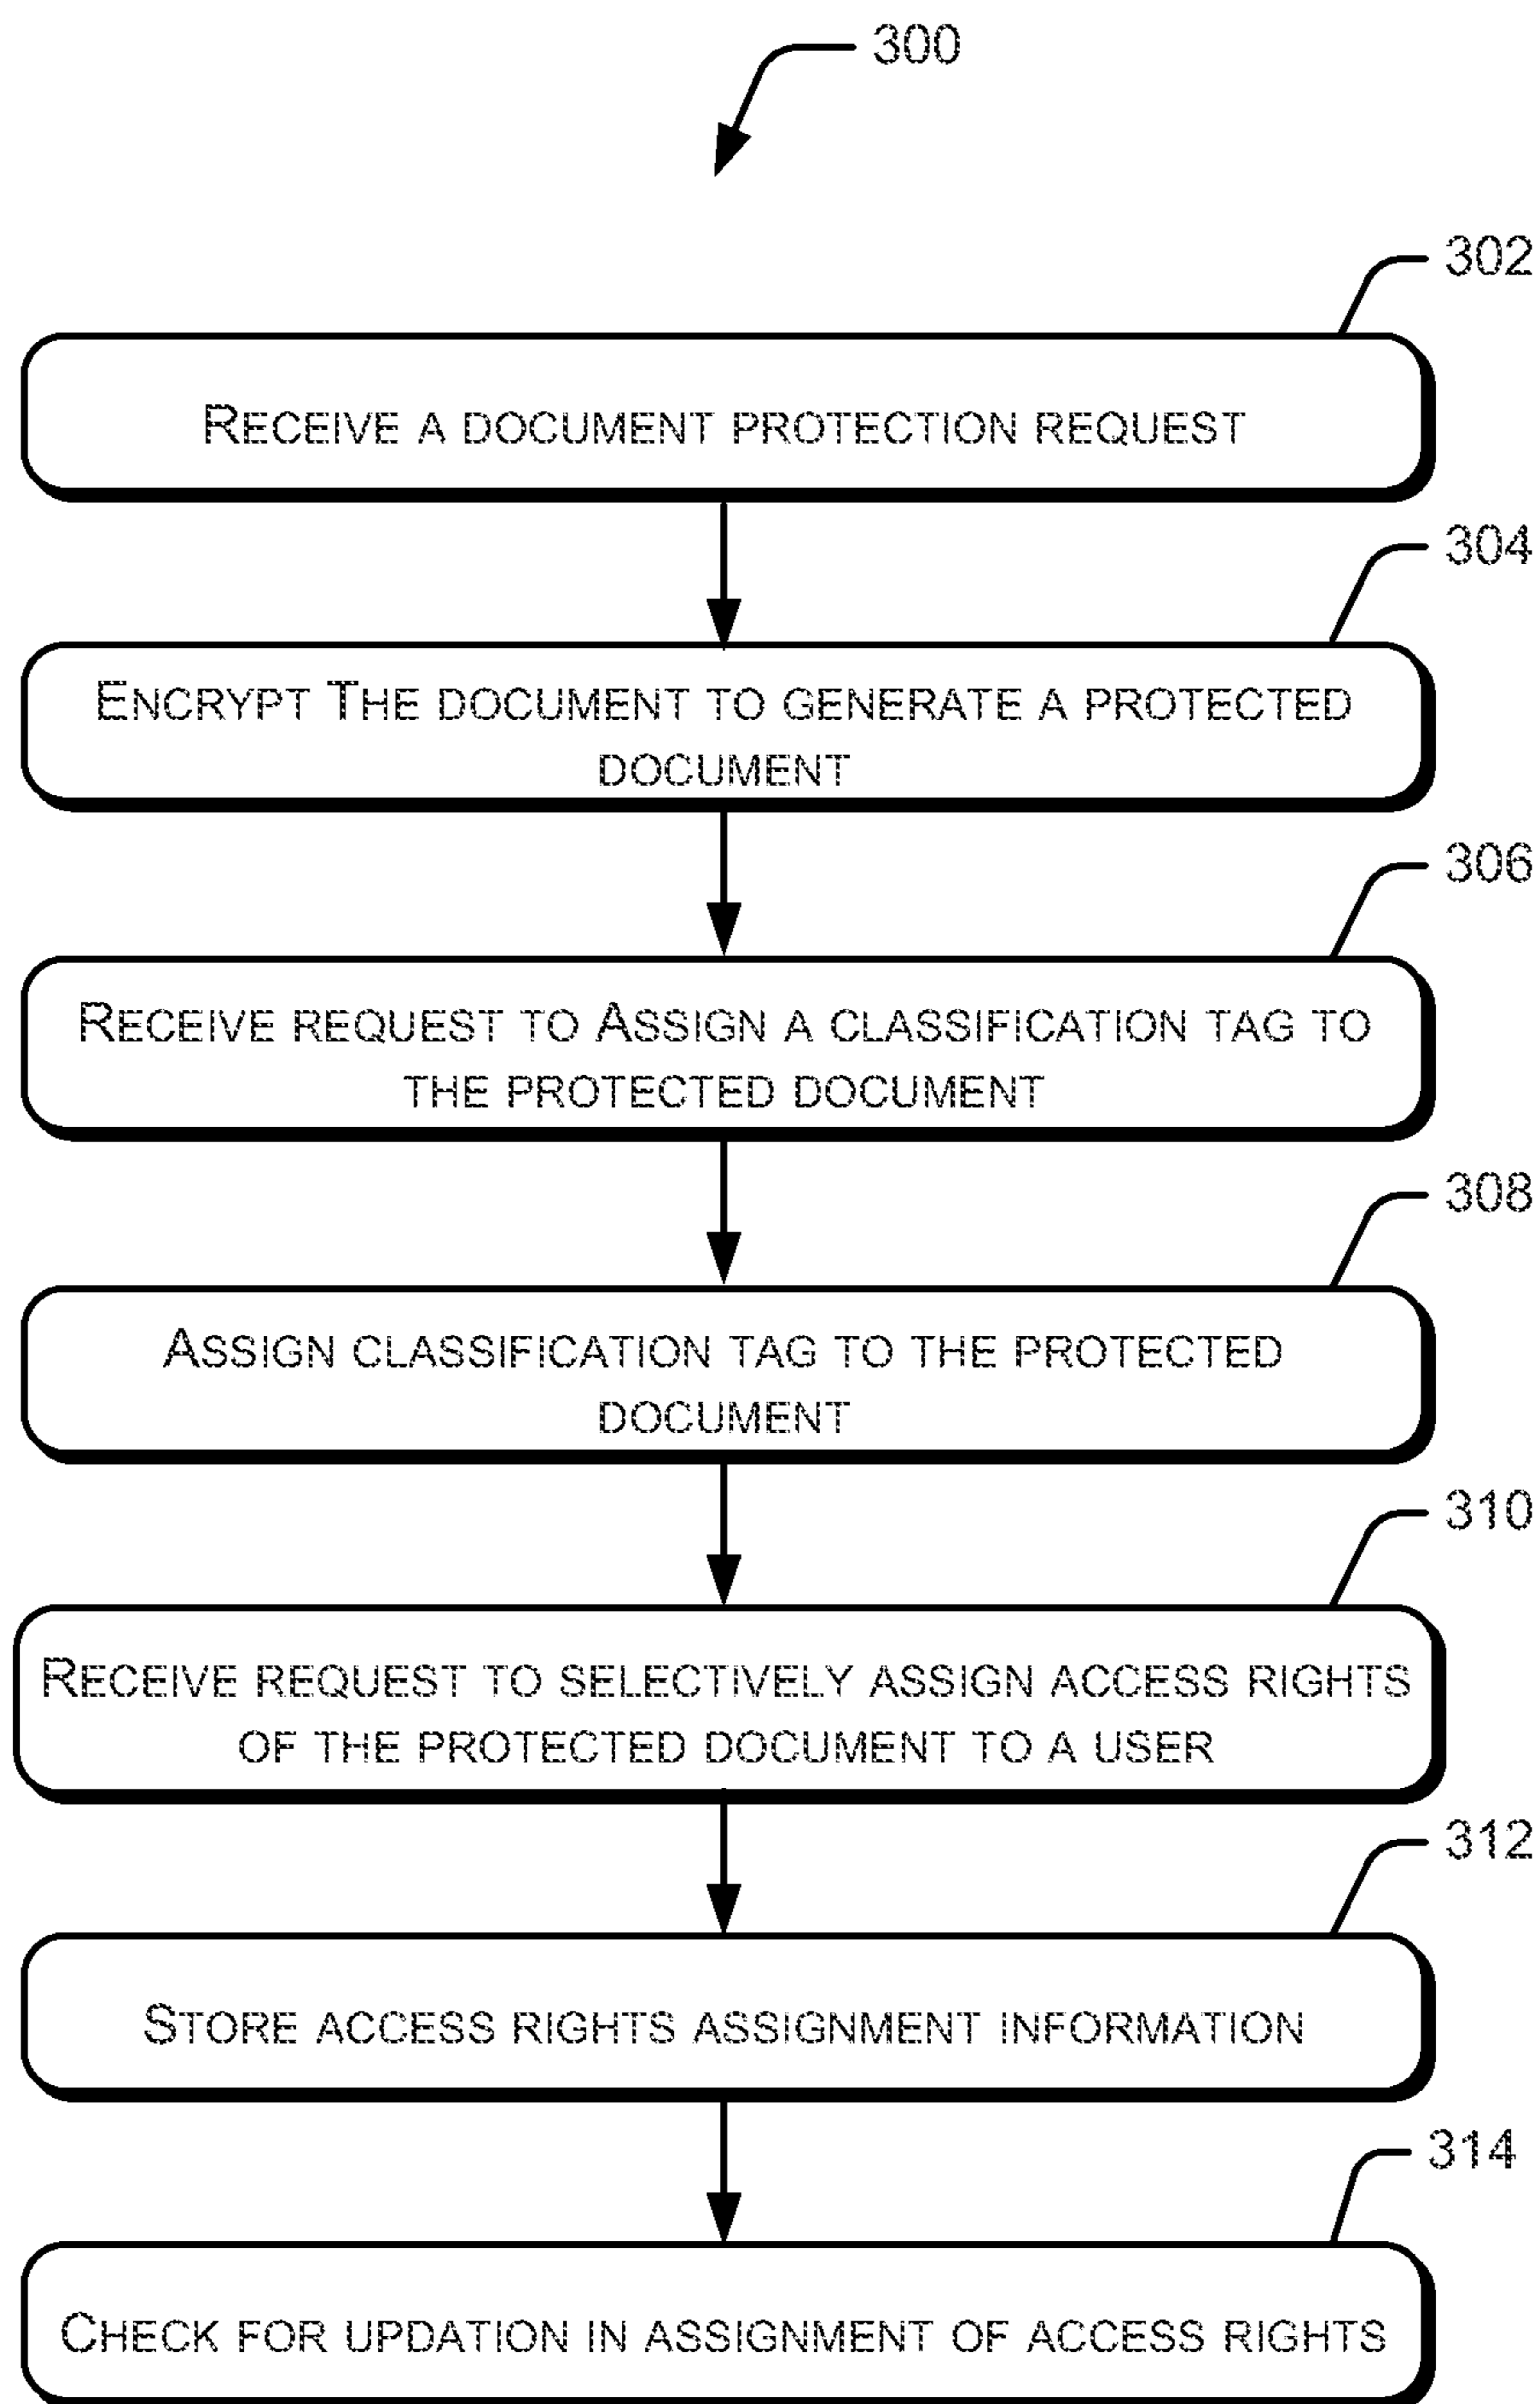 300
302
RECEIVE A DOCUMENT PROTECTION REQUEST
304
ENCRYPT THE DOCUMENT TO GENERATE A PROTECTED
DOCUMENT
306
RECEIVE REQUEST TO ASSIGN A CLASSIFICATION TAG TO
THE PROTECTED DOCUMENT
308
ASSIGN CLASSIFICATION TAG TO THE PROTECTED
DOCUMENT
310
RECEIVE REQUEST TO SELECTIVELY ASSIGN ACCESS RIGHTS
OF THE PROTECTED DOCUMENT TO A USER
312
STORE ACCESS RIGHTS ASSIGNMENT INFORMATION
314
CHECK FOR UPDATION IN ASSIGNMENT OF ACCESS RIGHTS